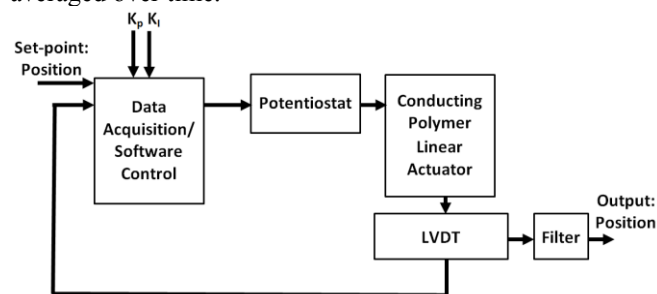 averaged over time.
Kp KI
Set-point:
Position
Data
Acquisition/
Software
Control
Potentiostat
Conducting
Polymer
Linear
Actuator
LVDT
Filter
Output:
Position